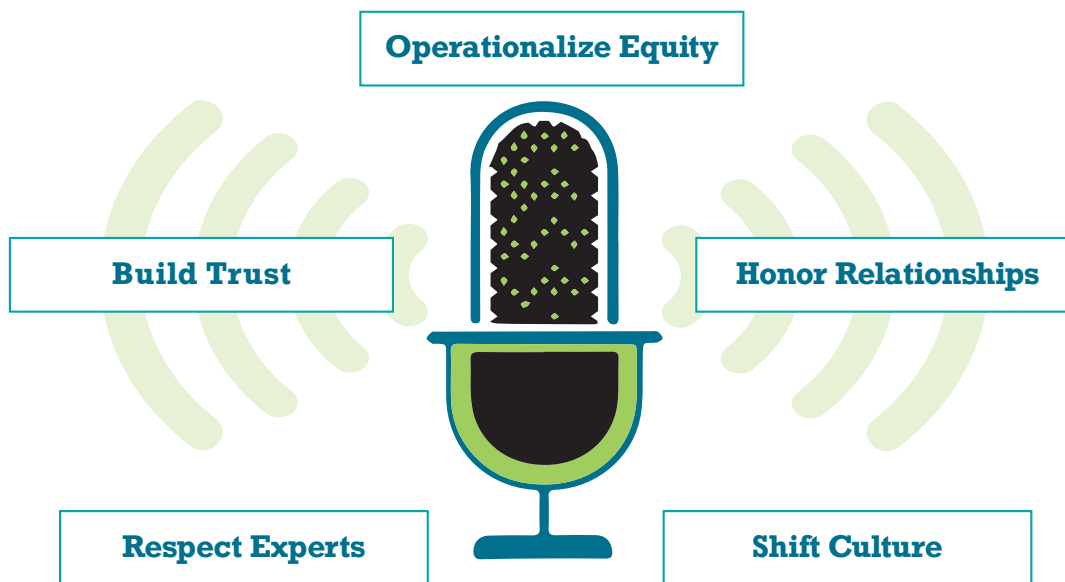 Operationalize Equity
Build Trust
Honor Relationships
Respect Experts
Shift Culture